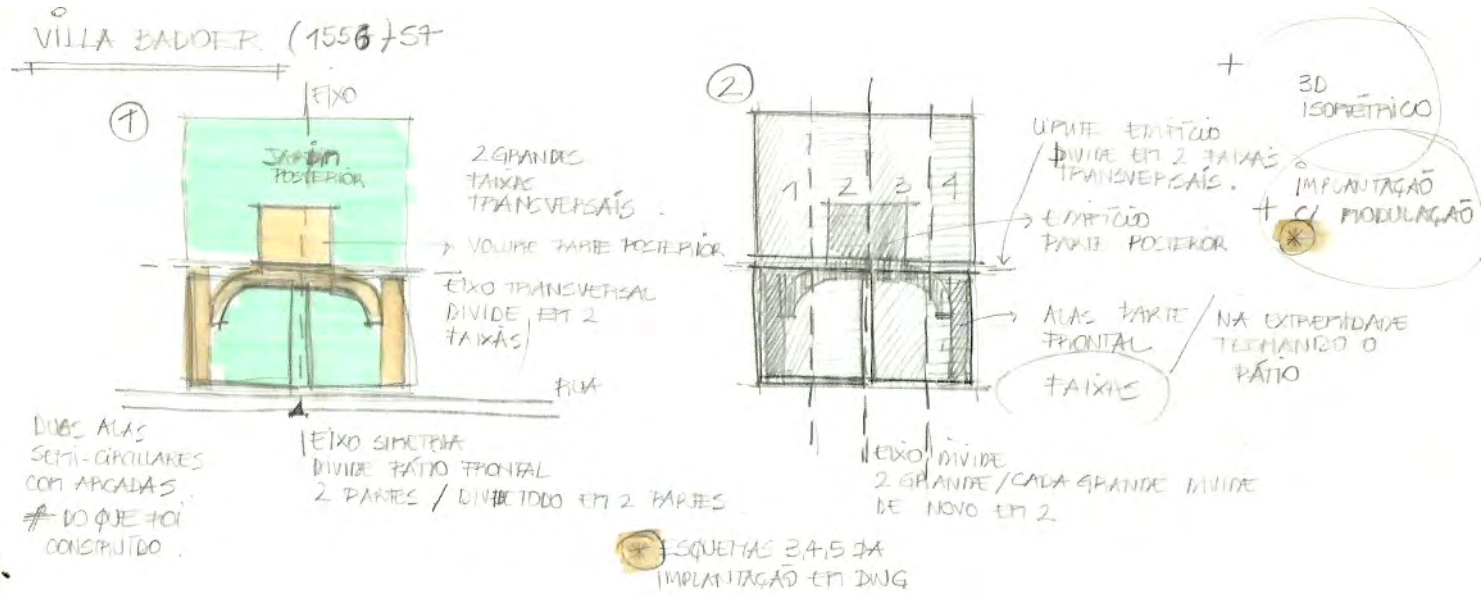 VILLA BADOER (1556)-57
1
EIXO
JARDIM
POSTERIOR
2 GRANDES
FAIXAS
TRANSVERSAIS.
VOLUME PARTE POSTERIOR
EIXO TRANSVERSAL
DIVIDE EM 2
FAIXAS
RUA
DUAS ALAS
SEMI-CIRCULARES
COM ARCADAS
≠ DO QUE FOI
CONSTRUÍDO.
EIXO SIMETRIA
DIVIDE PÁTIO FRONTAL
2 PARTES / DIVIDE TODO EM 2 PARTES
2
1 2 3 4
LIMITE EDIFÍCIO
DIVIDE EM 2 FAIXAS
TRANSVERSAIS.
EDIFÍCIO
PARTE POSTERIOR
ALAS PARTE
FRONTAL
FAIXAS
NA EXTREMIDADE
FECHANDO O
PÁTIO
EIXO DIVIDE
2 GRANDE / CADA GRANDE DIVIDE
DE NOVO EM 2
+ 3D
ISOMÉTRICO
+ IMPLANTAÇÃO
C/ MODULAÇÃO
*
* ESQUEMAS 3,4,5 DA
IMPLANTAÇÃO EM DWG